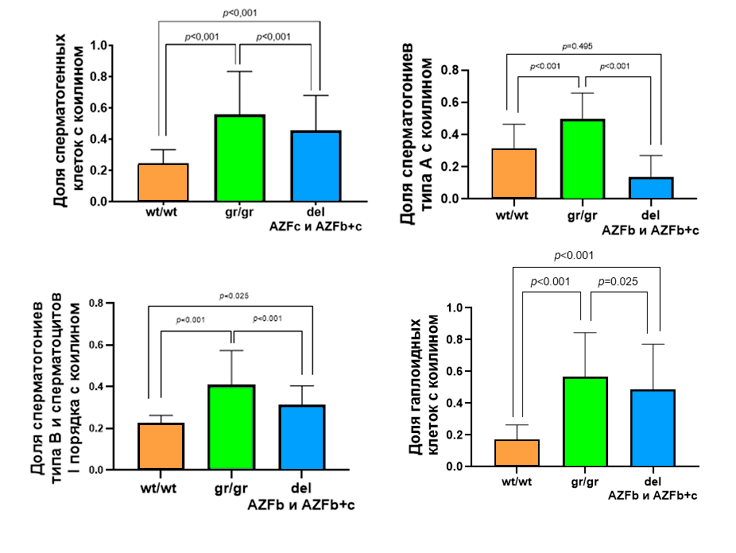 p<0,001
p<0,001
p<0,001
Доля сперматогенных
клеток с коилином
1.0
0.8
0.6
0.4
0.2
0.0
wt/wt
gr/gr
del
AZFc и AZFb+c
p=0.495
p<0.001
p<0.001
Доля сперматогониев
типа А с коилином
0.8
0.6
0.4
0.2
0.0
wt/wt
gr/gr
del
AZFb и AZFb+c
p=0.025
p=0.001
p<0.001
Доля сперматогониев
типа В и сперматоцитов
I порядка с коилином
0.8
0.6
0.4
0.2
0.0
wt/wt
gr/gr
del
AZFb и AZFb+c
p<0.001
p<0.001
p=0.025
Доля гаплоидных
клеток с коилином
1.0
0.8
0.6
0.4
0.2
0.0
wt/wt
gr/gr
del
AZFb и AZFb+c